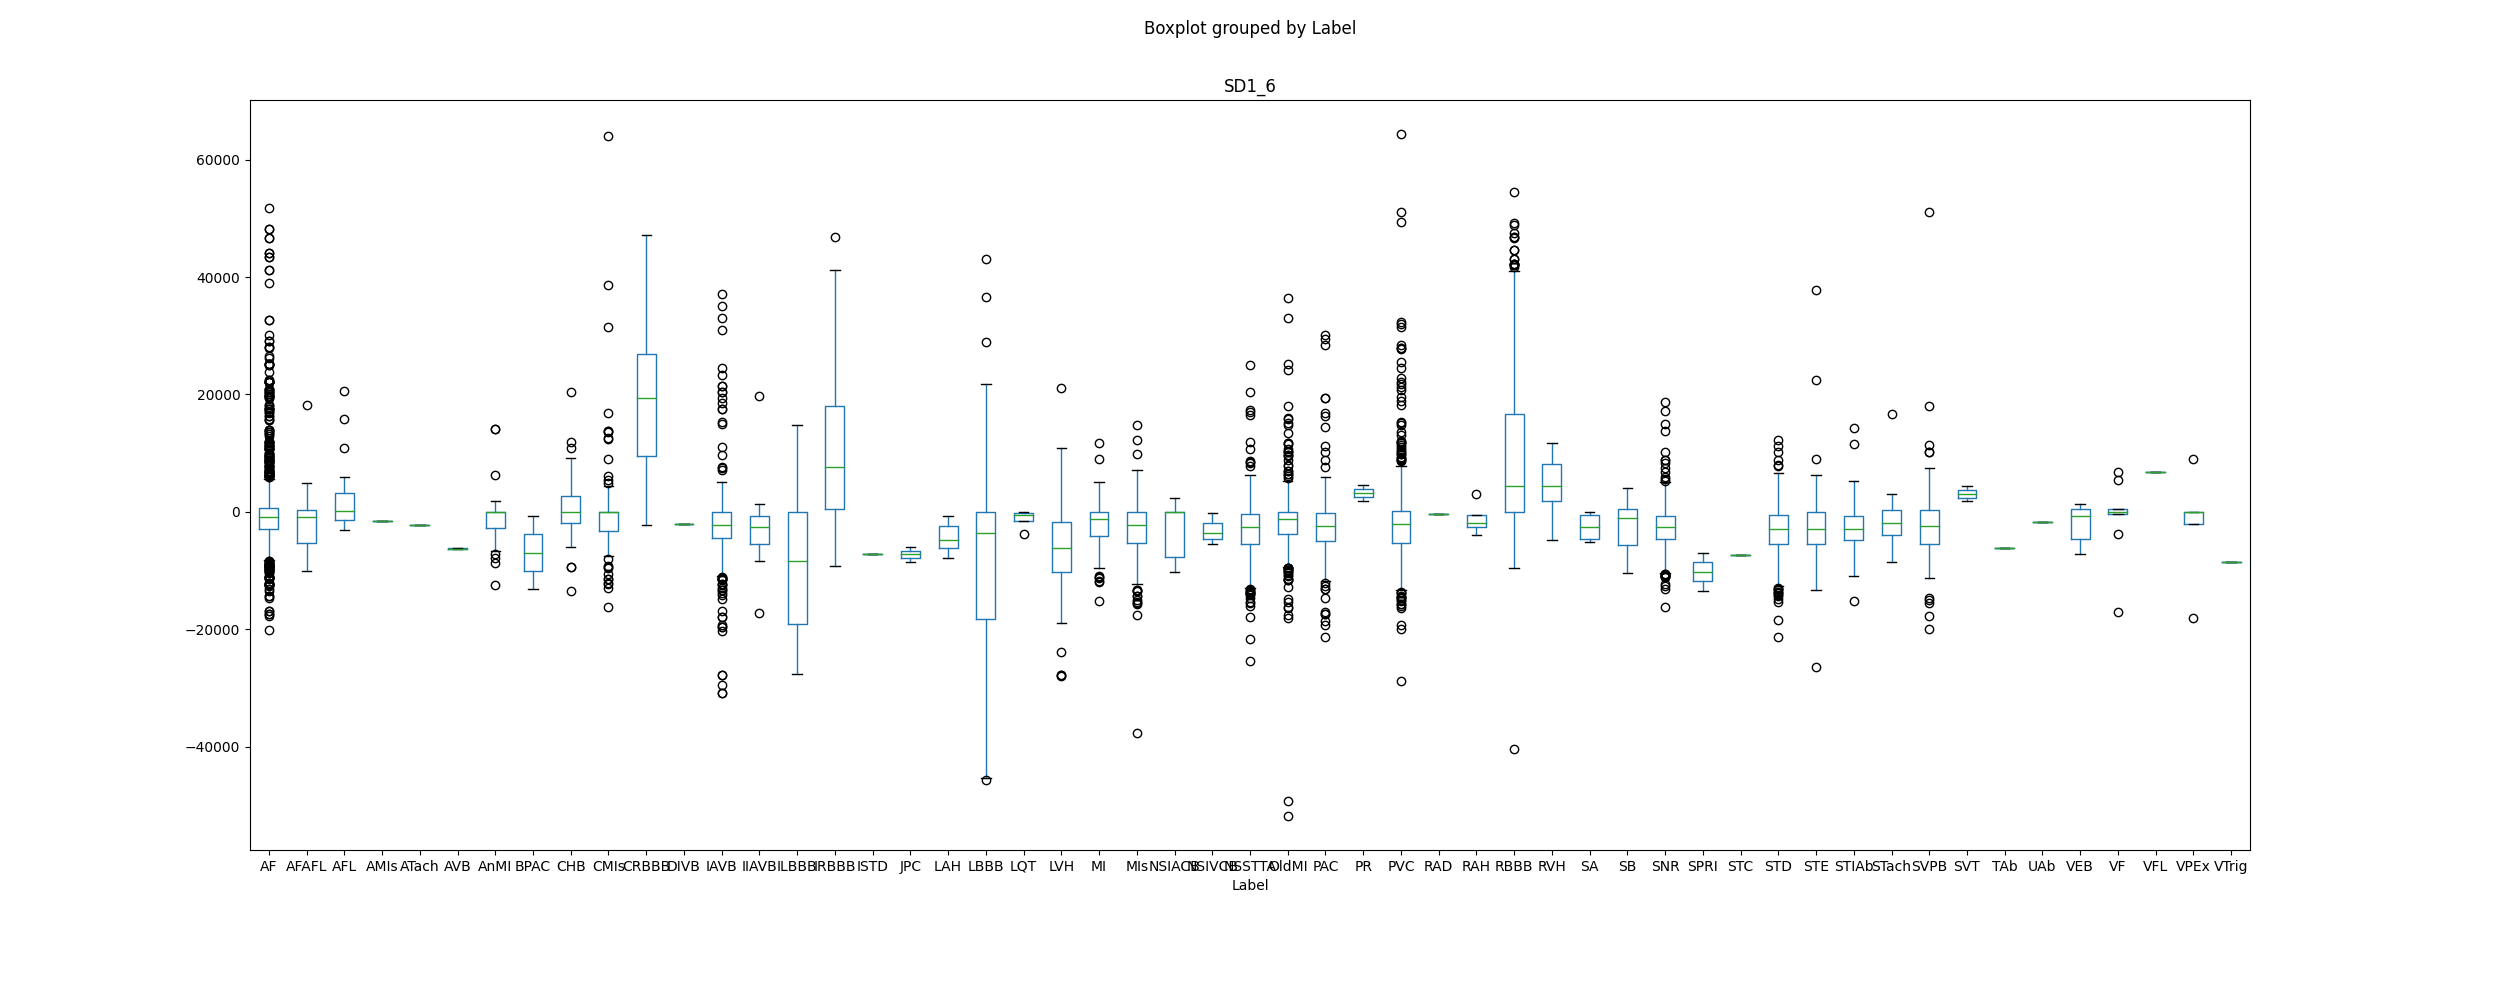 Boxplot grouped by Label
SD1_6
60000
40000
20000
0
−20000
−40000
AF AFAFL AFL AMIs ATach AVB AnMI BPAC CHB CMIs CRBBB DIVB IAVB IIAVB ILBBB IRBBB ISTD JPC LAH LBBB LQT LVH MI MIs NSIACB NSIVCB NSSTTA OldMI PAC PR PVC RAD RAH RBBB RVH SA SB SNR SPRI STC STD STE STIAb STach SVPB SVT TAb UAb VEB VF VFL VPEx VTrig
Label